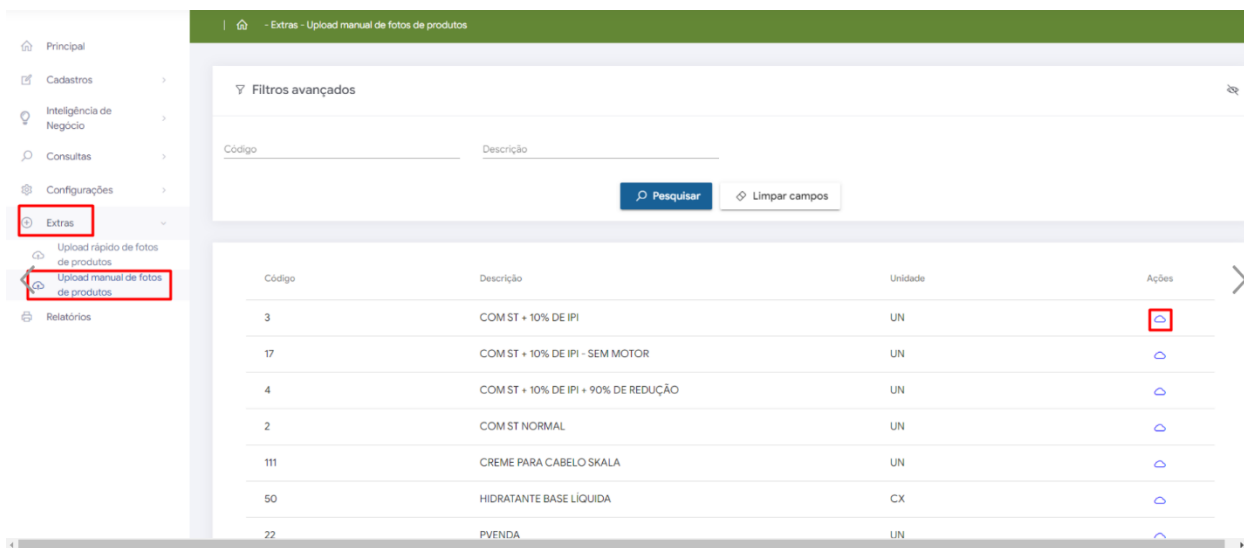 - Extras - Upload manual de fotos de produtos
Principal
Cadastros
Inteligência de
Negócio
Consultas
Configurações
Extras
Upload rápido de fotos
de produtos
Upload manual de fotos
de produtos
Relatórios
Filtros avançados
Código Descrição
Pesquisar Limpar campos
Código Descrição Unidade Ações
3 COM ST + 10% DE IPI UN
17 COM ST + 10% DE IPI - SEM MOTOR UN
4 COM ST + 10% DE IPI + 90% DE REDUÇÃO UN
2 COM ST NORMAL UN
111 CREME PARA CABELO SKALA UN
50 HIDRATANTE BASE LÍQUIDA CX
22 PVENDA UN